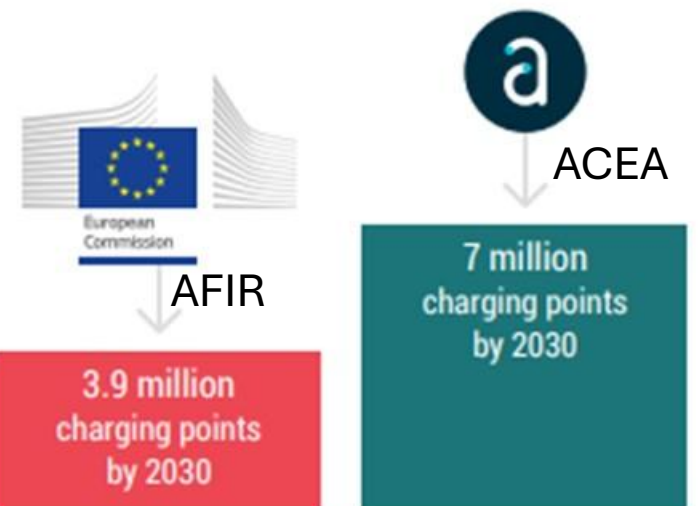 European
Commission
AFIR
3.9 million
charging points
by 2030
a
ACEA
7 million
charging points
by 2030